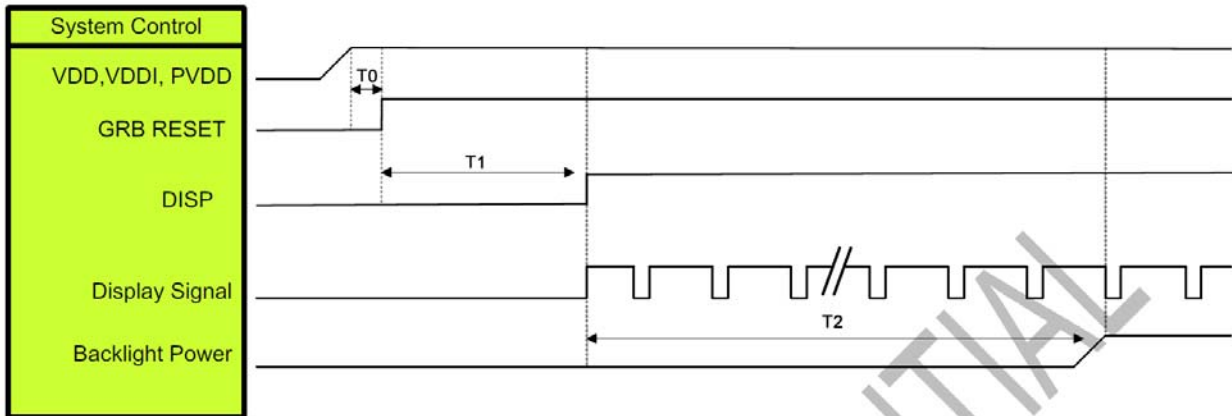 System Control
VDD,VDDI, PVDD
T0
GRB RESET
T1
DISP
Display Signal
T2
Backlight Power